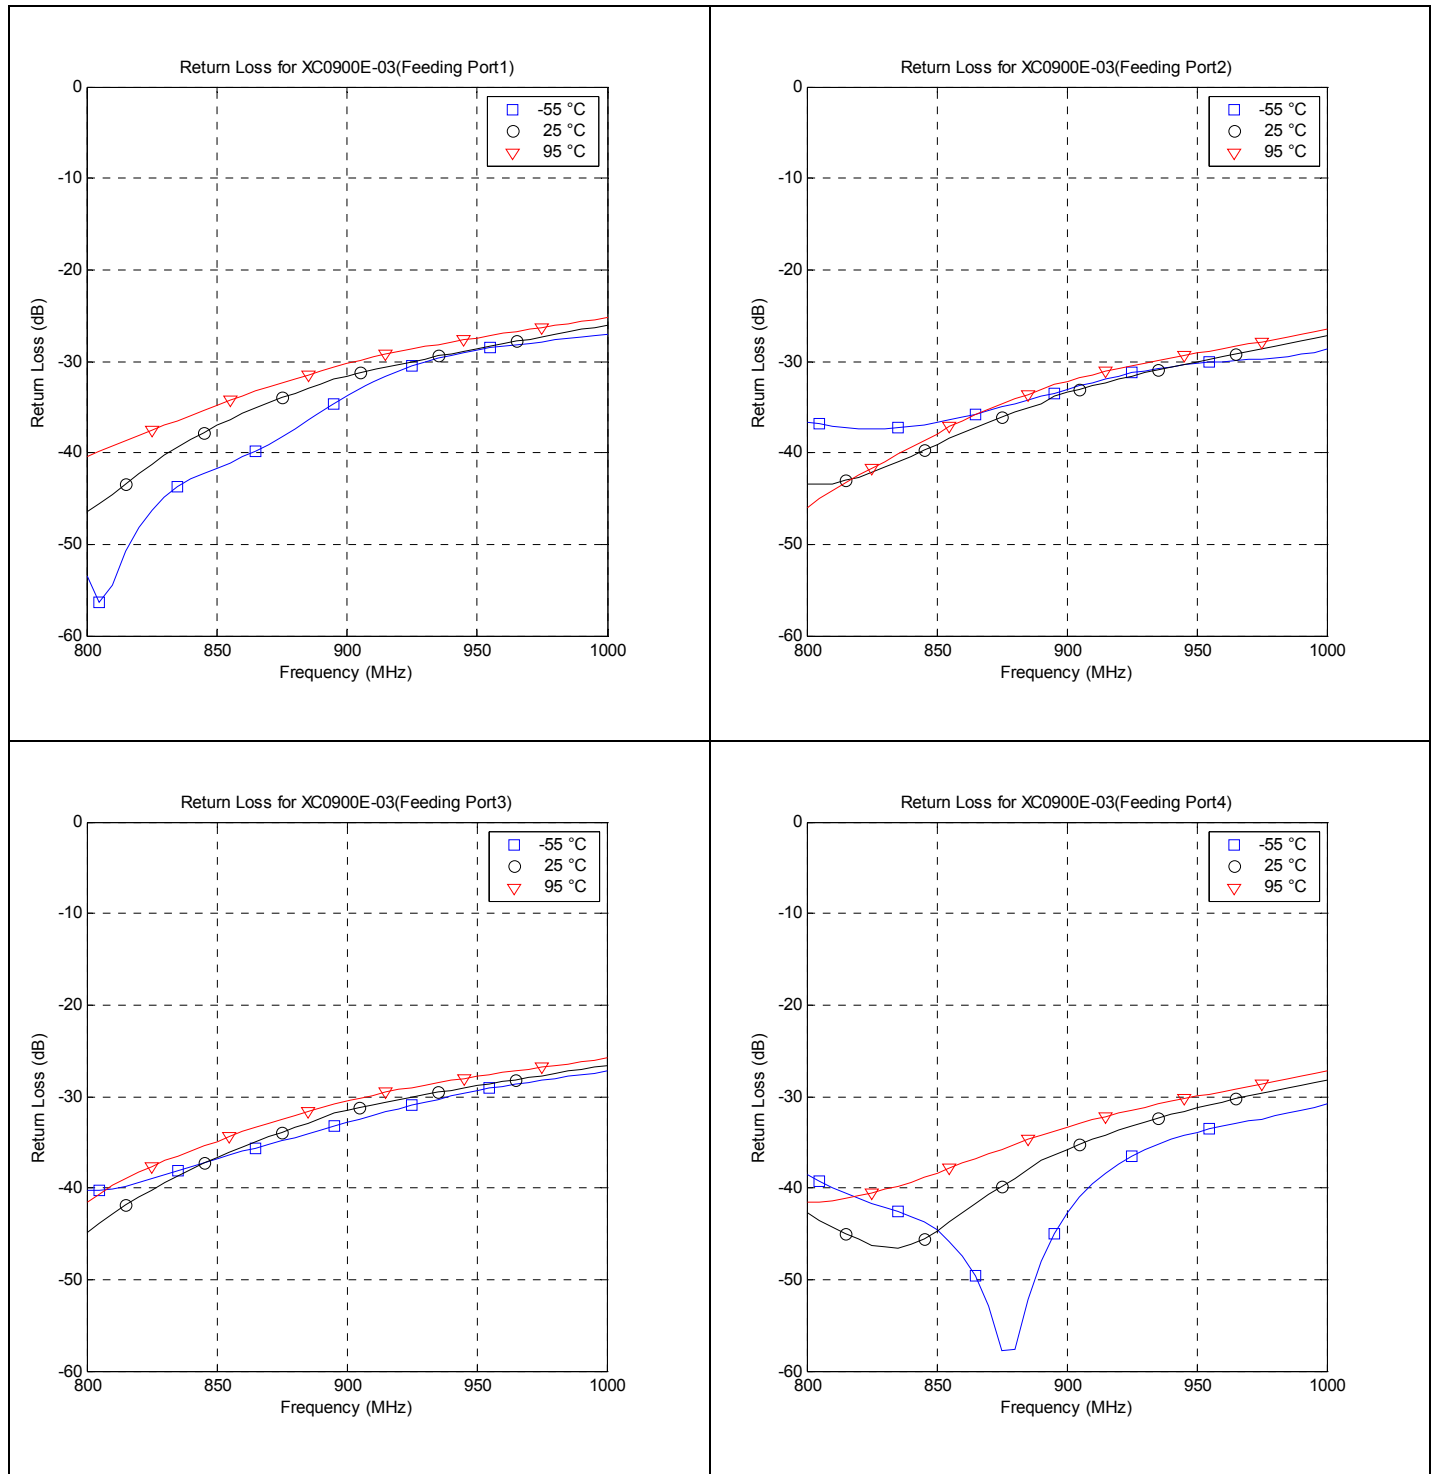 Return Loss for XC0900E-03(Feeding Port1)
0
-10
-20
-30
-40
-50
-60
800
850
900
950
1000
Return Loss (dB)
Frequency (MHz)
-55 °C
25 °C
95 °C
Return Loss for XC0900E-03(Feeding Port2)
0
-10
-20
-30
-40
-50
-60
800
850
900
950
1000
Return Loss (dB)
Frequency (MHz)
-55 °C
25 °C
95 °C
Return Loss for XC0900E-03(Feeding Port3)
0
-10
-20
-30
-40
-50
-60
800
850
900
950
1000
Return Loss (dB)
Frequency (MHz)
-55 °C
25 °C
95 °C
Return Loss for XC0900E-03(Feeding Port4)
0
-10
-20
-30
-40
-50
-60
800
850
900
950
1000
Return Loss (dB)
Frequency (MHz)
-55 °C
25 °C
95 °C